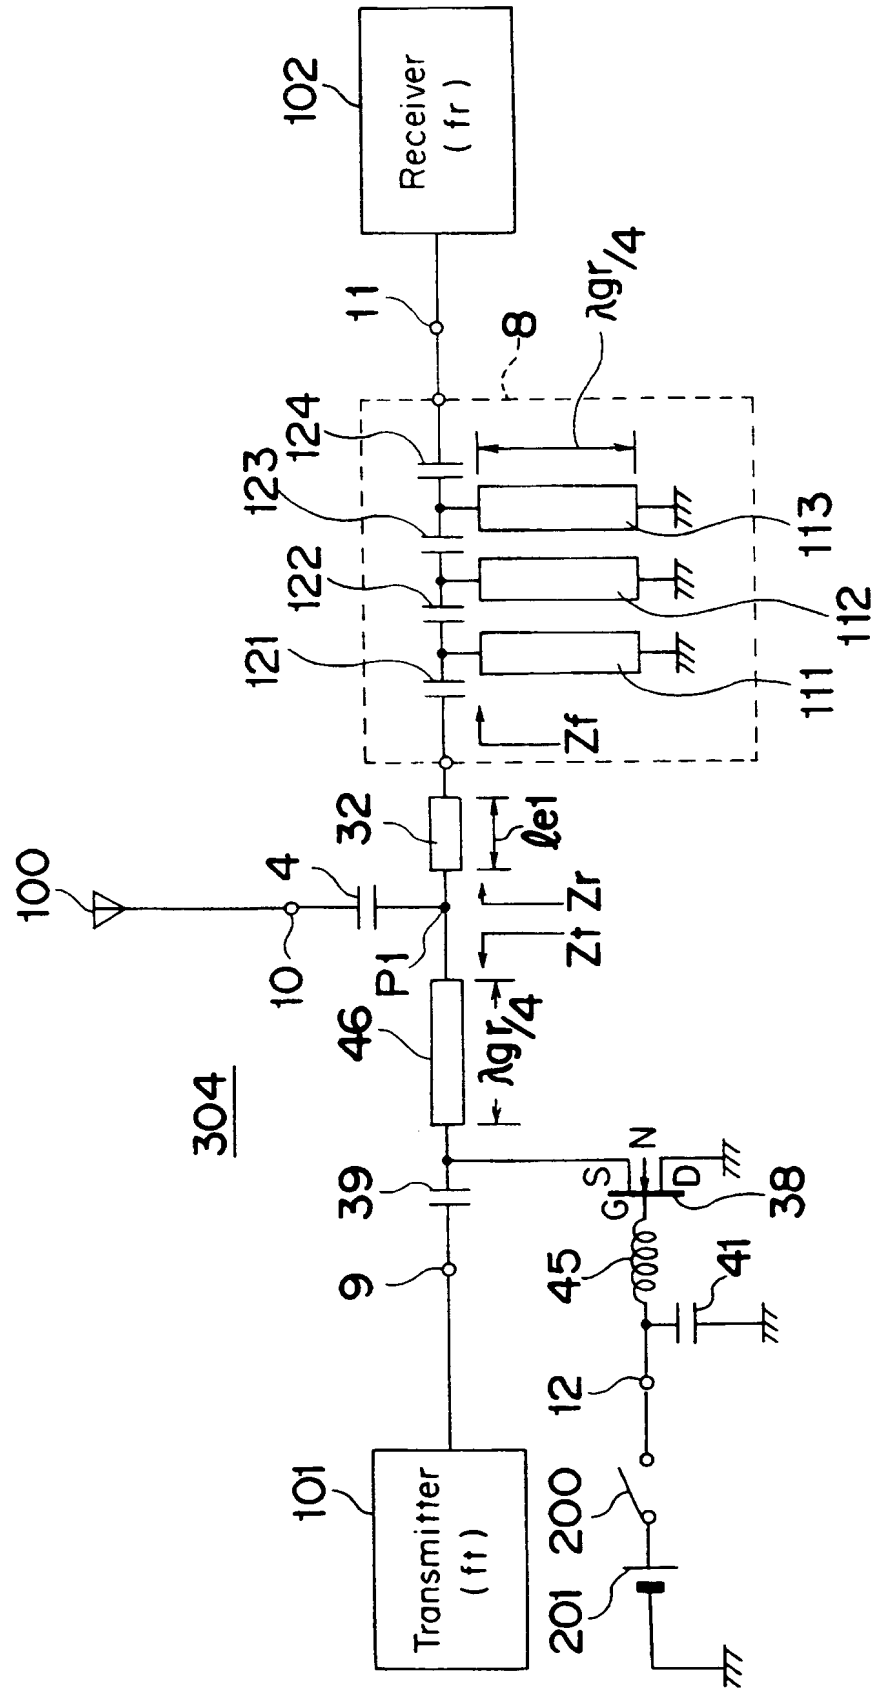 304
100
10
4
P1
46
λgr/4
Zt
Zr
32
ℓe1
Zf
121
122
123
124
8
λgr/4
111
112
113
11
102
Receiver
(fr)
39
9
101
Transmitter
(ft)
S
G
D
N
38
45
41
12
200
201